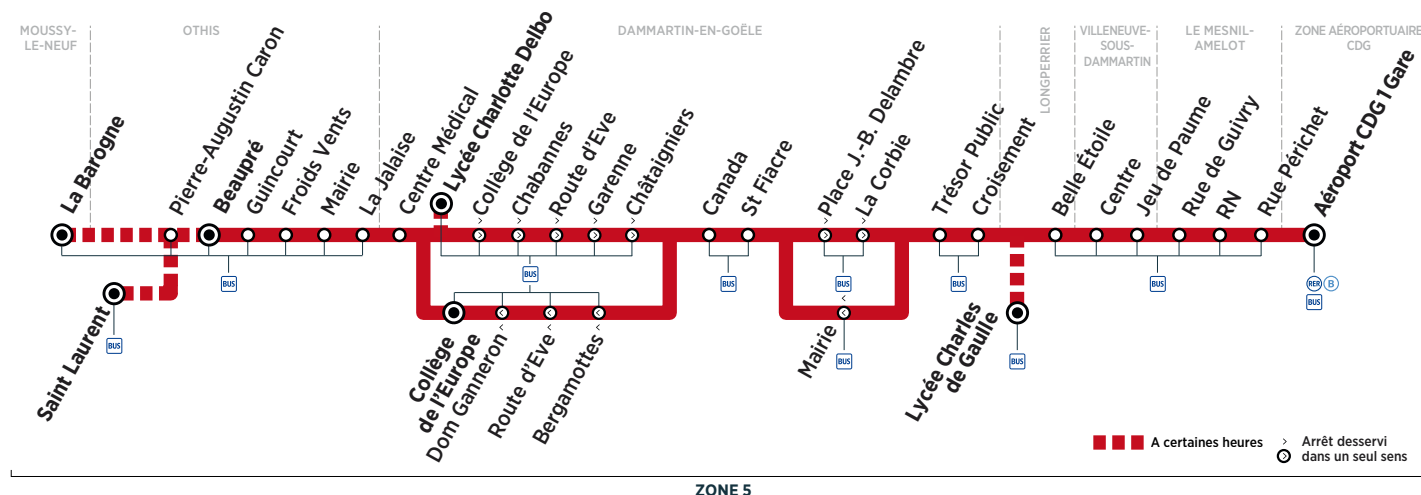 MOUSSY-
LE-NEUF
OTHIS
DAMMARTIN-EN-GOËLE
LONGPERRIER
VILLENEUVE-
SOUS-
DAMMARTIN
LE MESNIL-
AMELOT
ZONE AÉROPORTUAIRE
CDG
La Barogne
Pierre-Augustin Caron
Beaupré
Guincourt
Froids Vents
Mairie
La Jalaise
Centre Médical
Lycée Charlotte Delbo
Collège de l'Europe
Chabannes
Route d'Eve
Garenne
Châtaigniers
Canada
St Fiacre
Place J.-B. Delambre
La Corbie
Trésor Public
Croisement
Belle Étoile
Centre
Jeu de Paume
Rue de Guivry
RN
Rue Périchet
Aéroport CDG 1 Gare
BUS
BUS
BUS
BUS
BUS
BUS
RER B
BUS
Saint Laurent
BUS
Collège
de l'Europe
Dom Ganneron
Route d'Eve
Bergamottes
Mairie
BUS
Lycée Charles
de Gaulle
BUS
A certaines heures
Arrêt desservi
dans un seul sens
ZONE 5